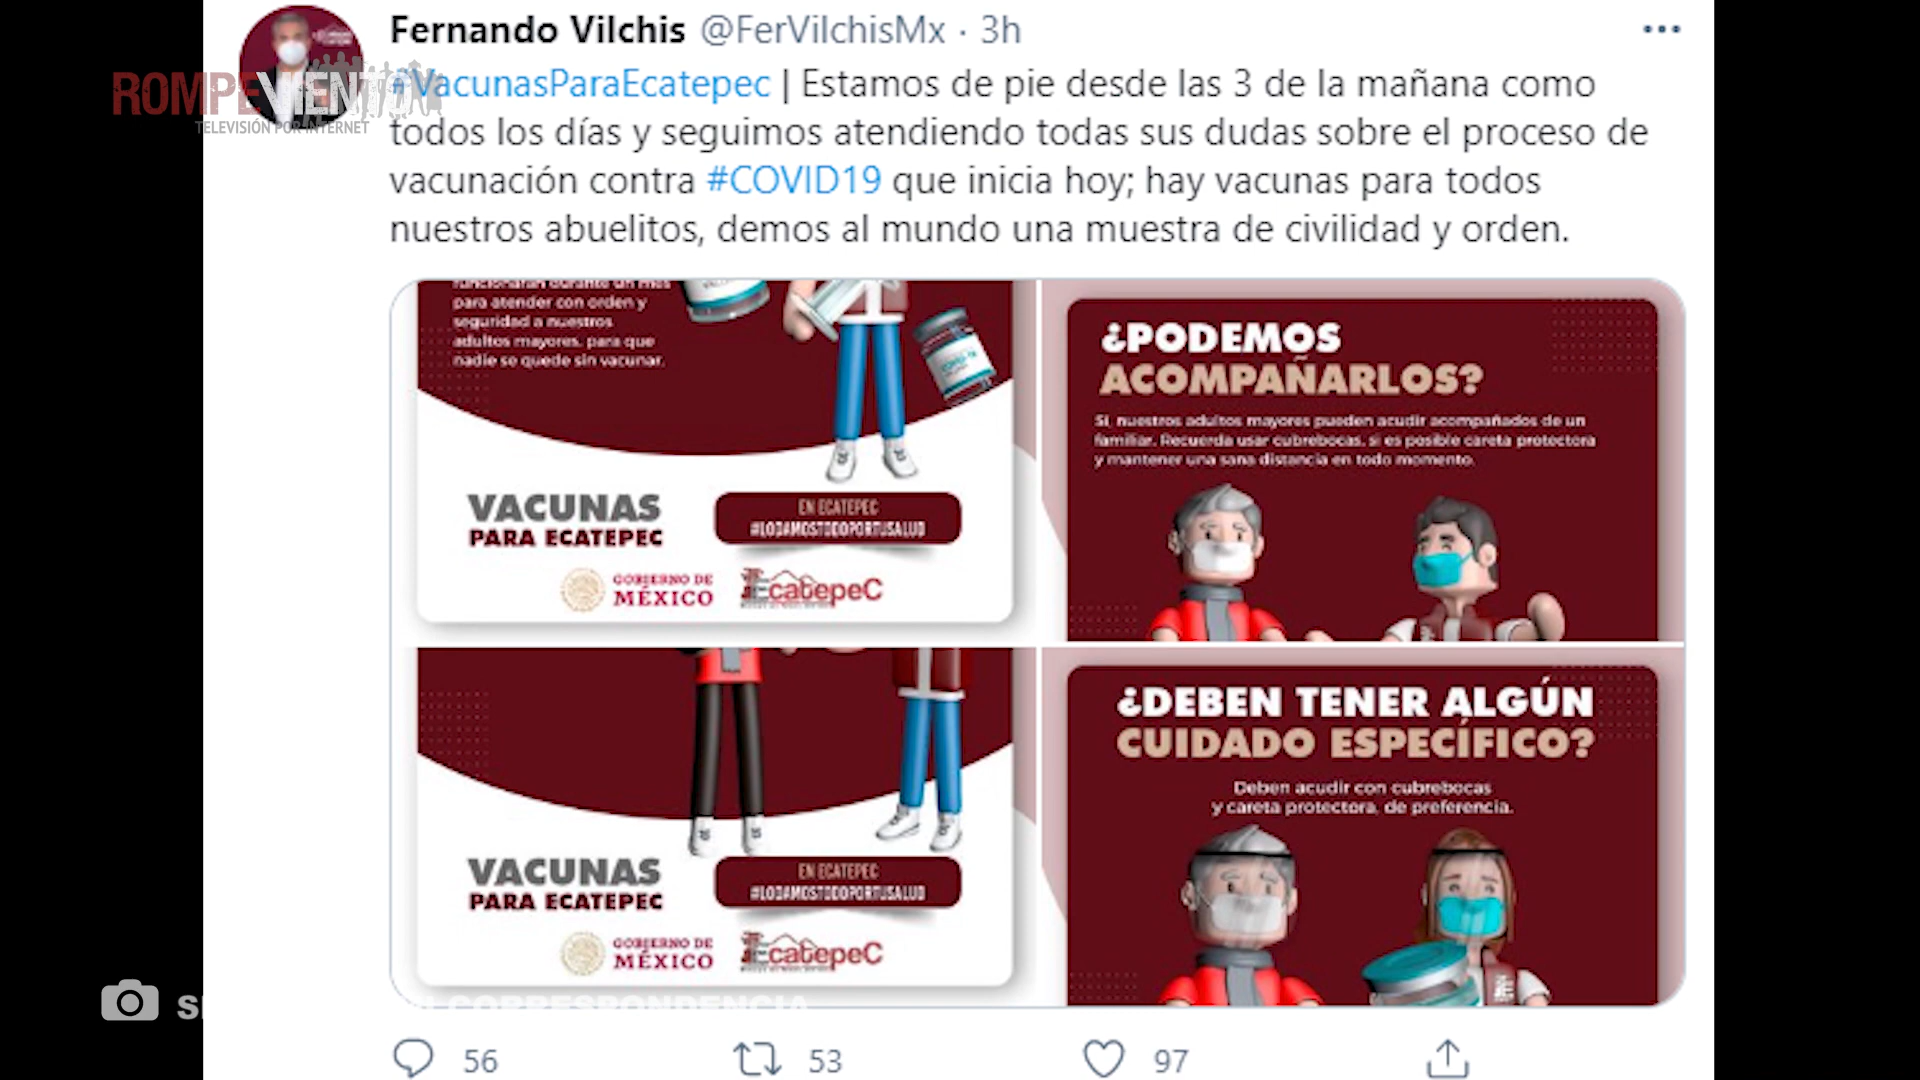 Fernando Vilchis @FerVilchisMx · 3h
#VacunasParaEcatepec | Estamos de pie desde las 3 de la mañana como
todos los días y seguimos atendiendo todas sus dudas sobre el proceso de
vacunación contra #COVID19 que inicia hoy; hay vacunas para todos
nuestros abuelitos, demos al mundo una muestra de civilidad y orden.
ROMPEVIENTO
TELEVISIÓN POR INTERNET
funcionarán durante un mes
para atender con orden y
seguridad a nuestros
adultos mayores, para que
nadie se quede sin vacunar.
VACUNAS
PARA ECATEPEC
EN ECATEPEC
#LODAMOSTODOPORTUSALUD
GOBIERNO DE
MÉXICO
EcatepeC
¿PODEMOS
ACOMPAÑARLOS?
Sí, nuestros adultos mayores pueden acudir acompañados de un
familiar. Recuerda usar cubrebocas, si es posible careta protectora
y mantener una sana distancia en todo momento.
VACUNAS
PARA ECATEPEC
EN ECATEPEC
#LODAMOSTODOPORTUSALUD
GOBIERNO DE
MÉXICO
EcatepeC
¿DEBEN TENER ALGÚN
CUIDADO ESPECÍFICO?
Deben acudir con cubrebocas
y careta protectora, de preferencia.
CORRESPONDENCIA
56 53 97